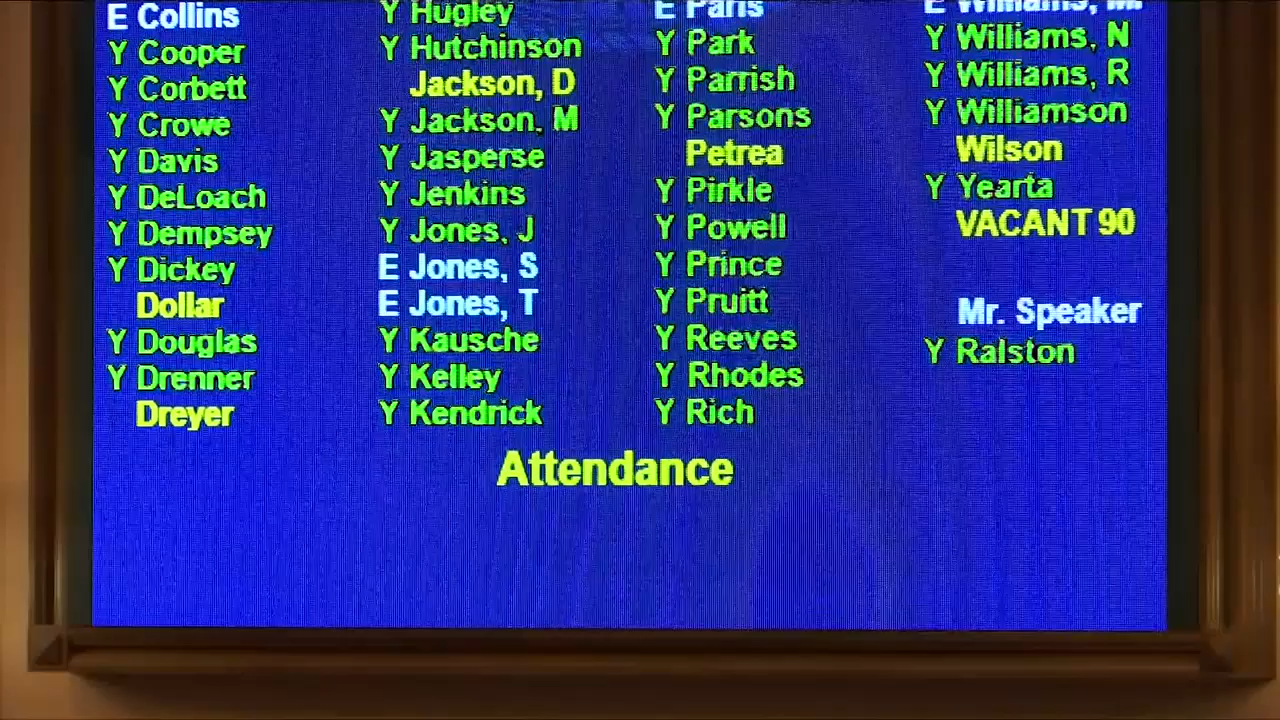 E Collins
Y Cooper
Y Corbett
Y Crowe
Y Davis
Y DeLoach
Y Dempsey
Y Dickey
Dollar
Y Douglas
Y Drenner
Dreyer
Y Hugley
Y Hutchinson
Jackson, D
Y Jackson, M
Y Jasperse
Y Jenkins
Y Jones, J
E Jones, S
E Jones, T
Y Kausche
Y Kelley
Y Kendrick
E Paris
Y Park
Y Parrish
Y Parsons
Petrea
Y Pirkle
Y Powell
Y Prince
Y Pruitt
Y Reeves
Y Rhodes
Y Rich
E Williams, M
Y Williams, N
Y Williams, R
Y Williamson
Wilson
Y Yearta
VACANT 90
Mr. Speaker
Y Ralston
Attendance